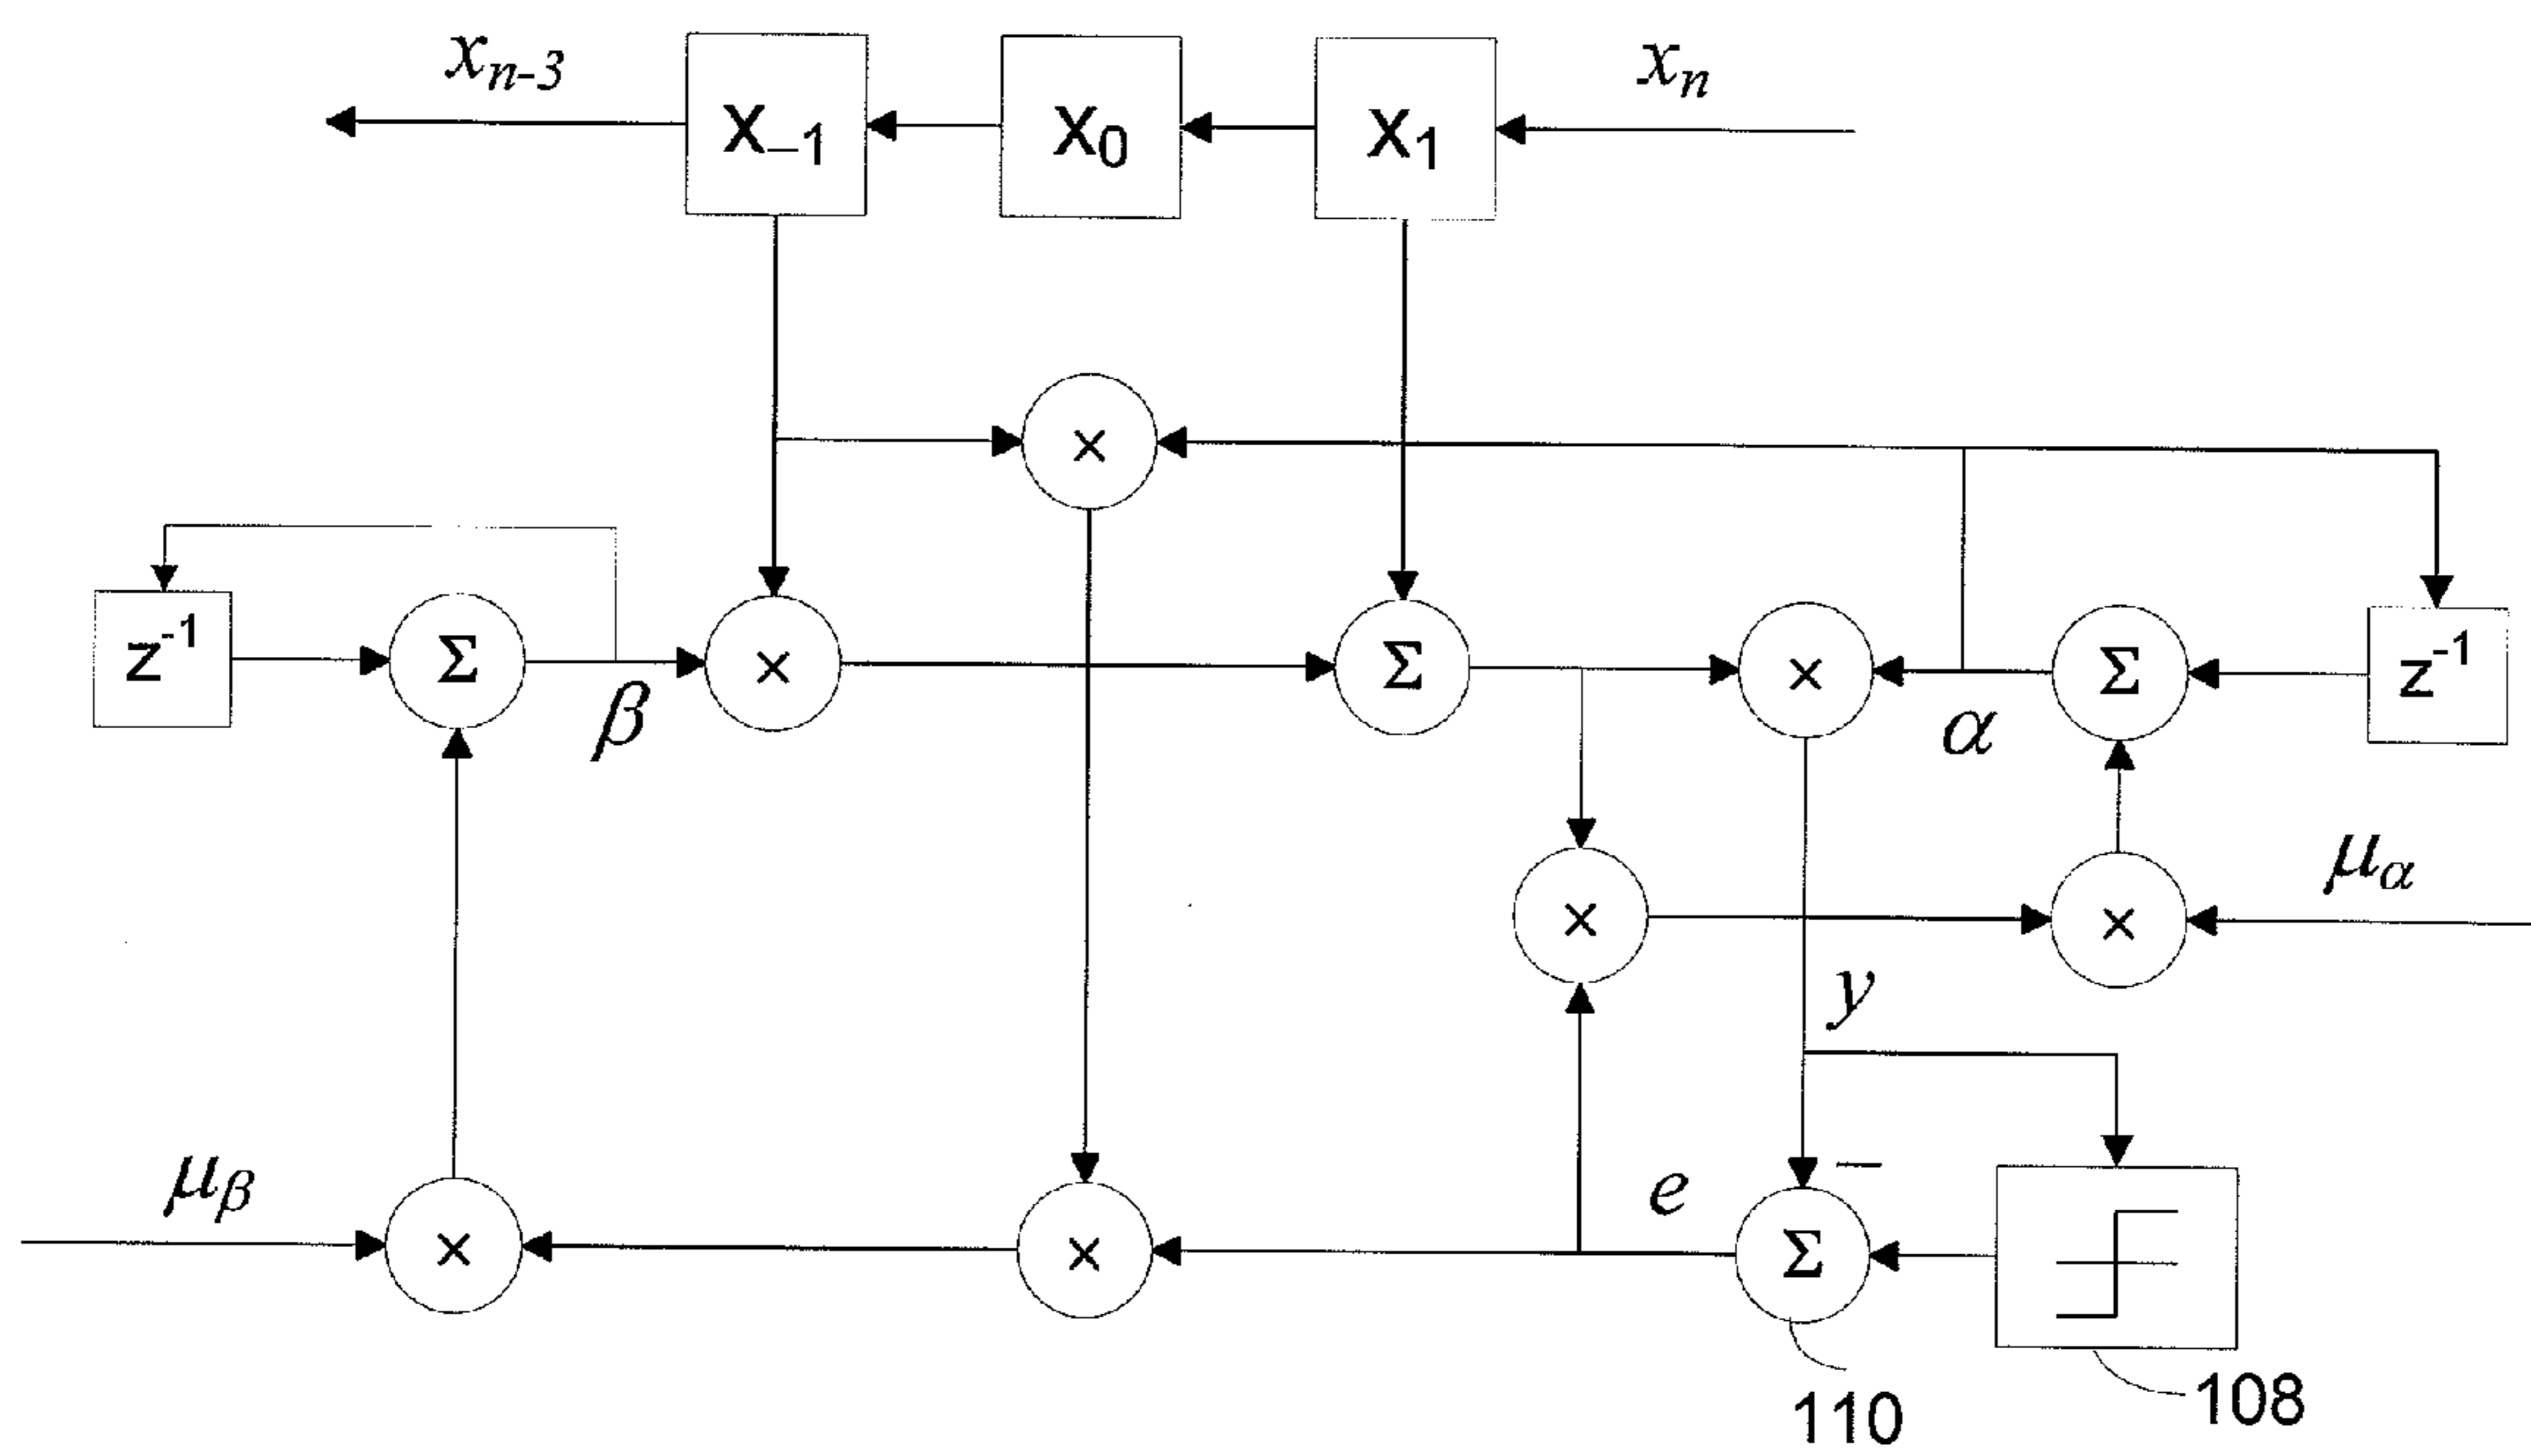 xₙ₋₃
xₙ
X₋₁
X₀
X₁
×
z⁻¹
Σ
β
×
Σ
×
α
Σ
z⁻¹
×
×
μα
y
μβ
×
×
e
−
Σ
110
108